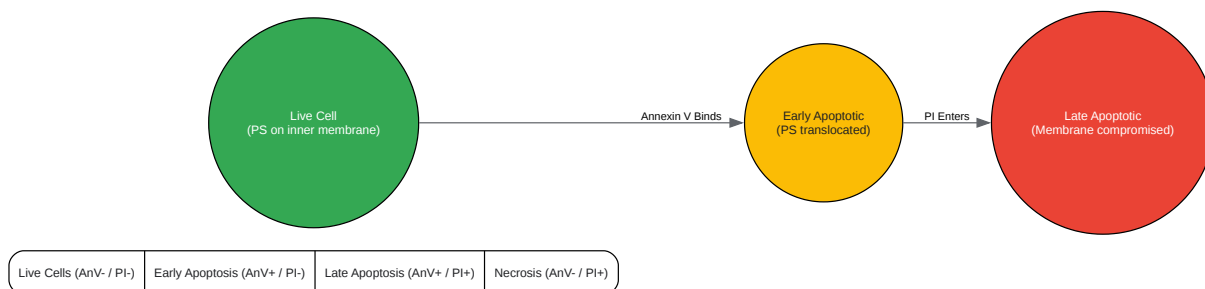 Live Cell
(PS on inner membrane)
Annexin V Binds
Early Apoptotic
(PS translocated)
PI Enters
Late Apoptotic
(Membrane compromised)
Live Cells (AnV- / PI-)
Early Apoptosis (AnV+ / PI-)
Late Apoptosis (AnV+ / PI+)
Necrosis (AnV- / PI+)